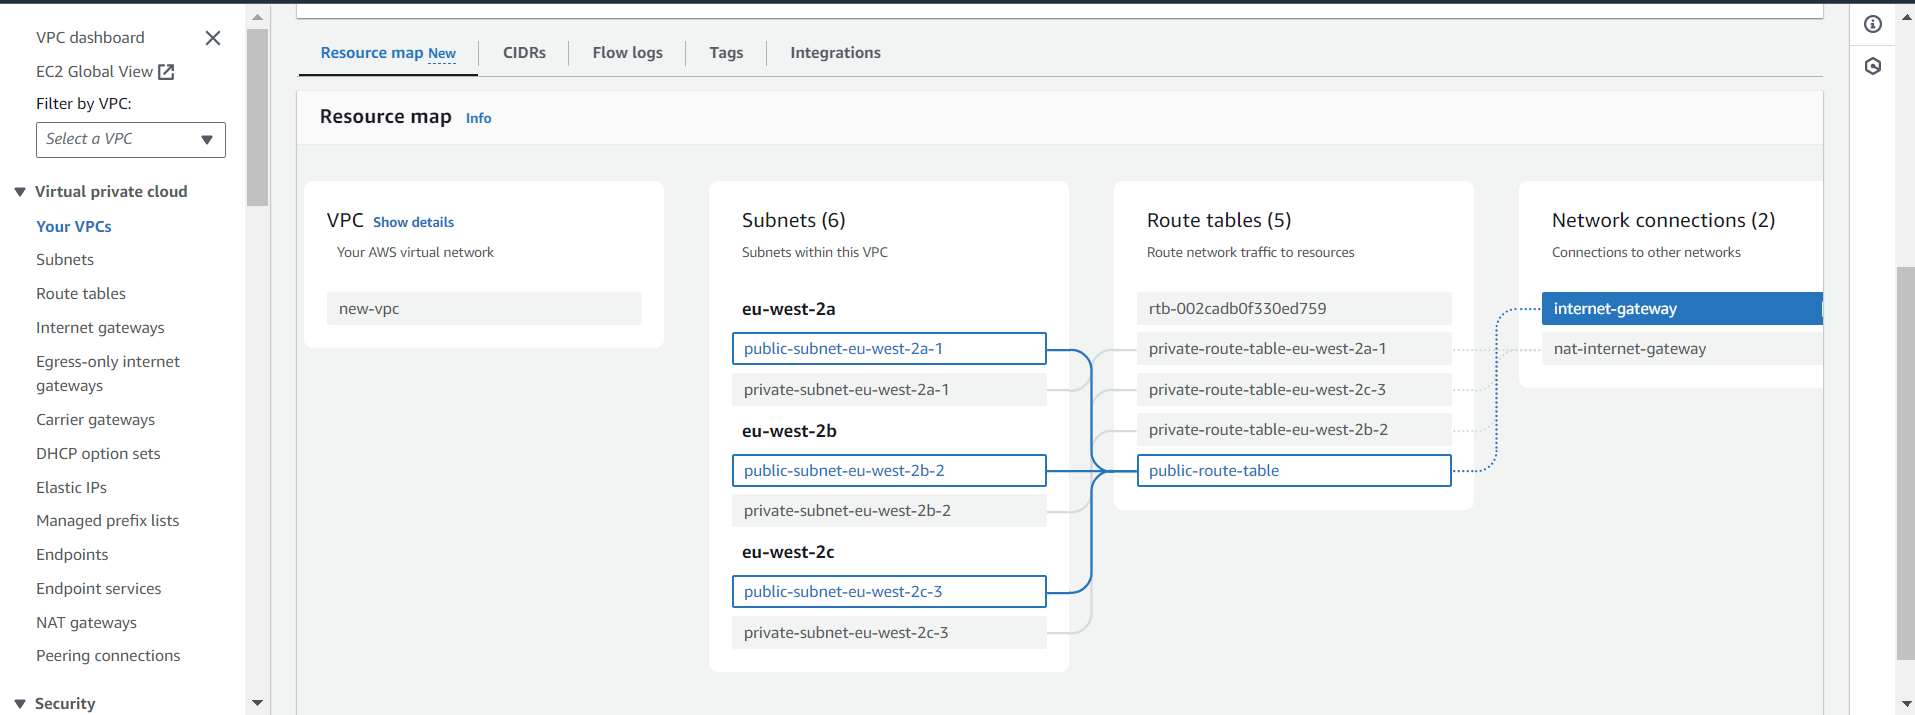 VPC dashboard
EC2 Global View
Filter by VPC:
Select a VPC
Virtual private cloud
Your VPCs
Subnets
Route tables
Internet gateways
Egress-only internet
gateways
Carrier gateways
DHCP option sets
Elastic IPs
Managed prefix lists
Endpoints
Endpoint services
NAT gateways
Peering connections
Security
Resource map New
CIDRs
Flow logs
Tags
Integrations
Resource map Info
VPC Show details
Your AWS virtual network
new-vpc
Subnets (6)
Subnets within this VPC
eu-west-2a
public-subnet-eu-west-2a-1
private-subnet-eu-west-2a-1
eu-west-2b
public-subnet-eu-west-2b-2
private-subnet-eu-west-2b-2
eu-west-2c
public-subnet-eu-west-2c-3
private-subnet-eu-west-2c-3
Route tables (5)
Route network traffic to resources
rtb-002cadb0f330ed759
private-route-table-eu-west-2a-1
private-route-table-eu-west-2c-3
private-route-table-eu-west-2b-2
public-route-table
Network connections (2)
Connections to other networks
internet-gateway
nat-internet-gateway